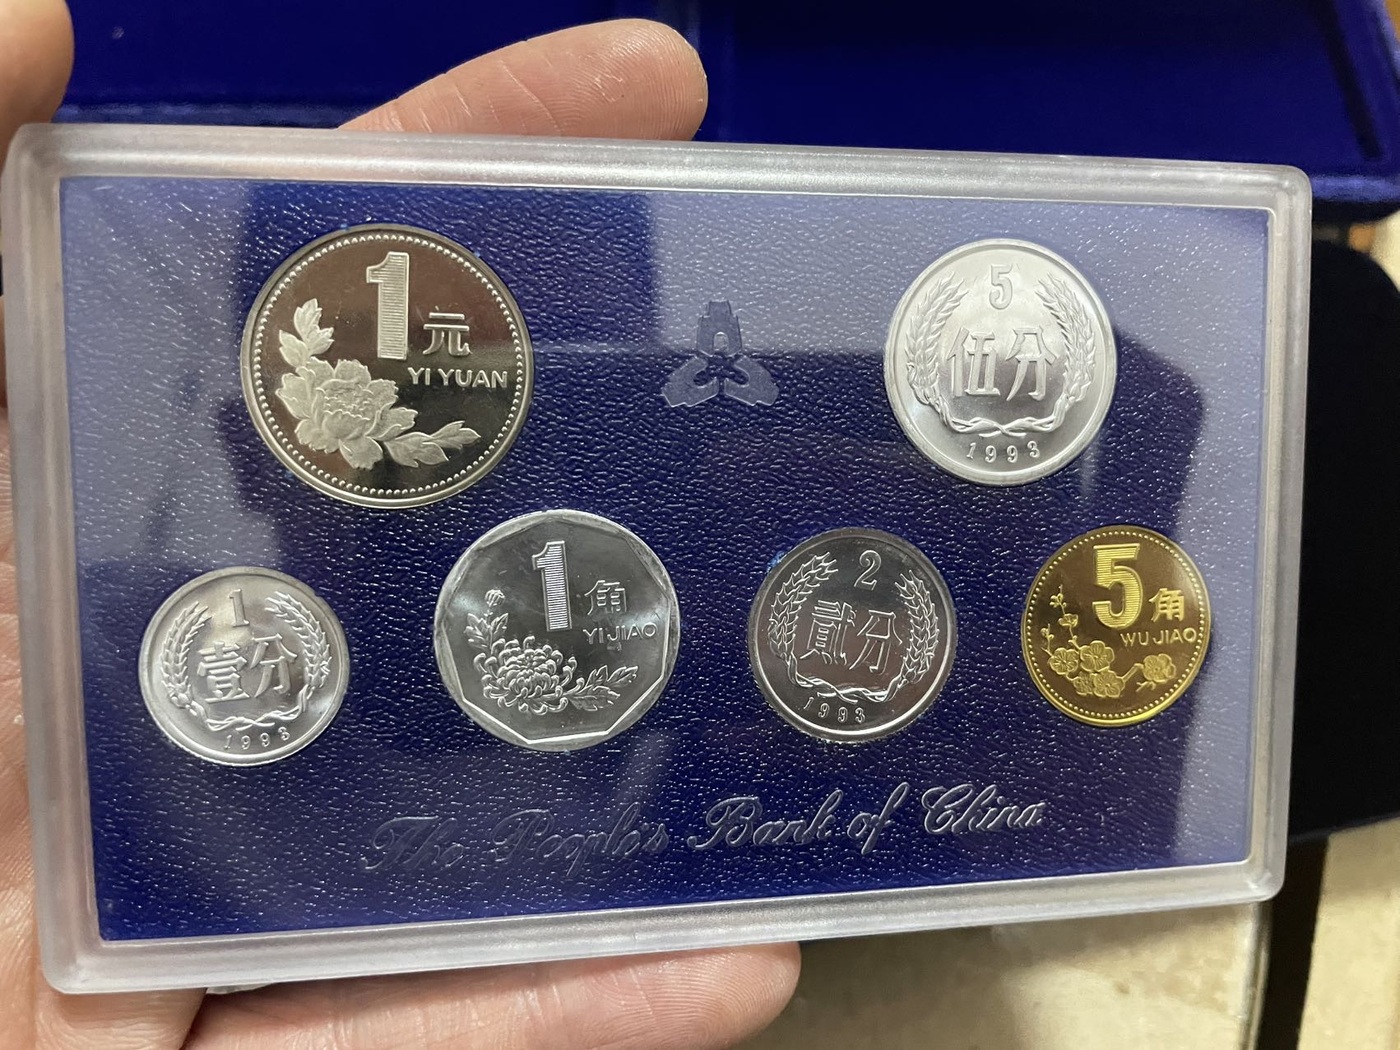 1
元
YI YUAN
5
伍分
1993
1
壹分
1993
1
角
YI JIAO
2
贰分
1993
5
角
WU JIAO
The People's Bank of China